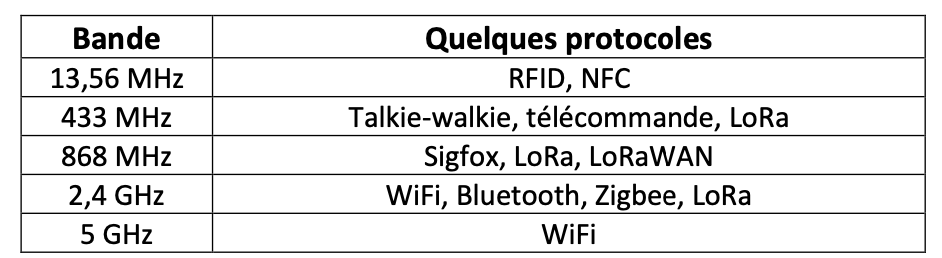 Bande Quelques protocoles
13,56 MHz RFID, NFC
433 MHz Talkie-walkie, télécommande, LoRa
868 MHz Sigfox, LoRa, LoRaWAN
2,4 GHz WiFi, Bluetooth, Zigbee, LoRa
5 GHz WiFi